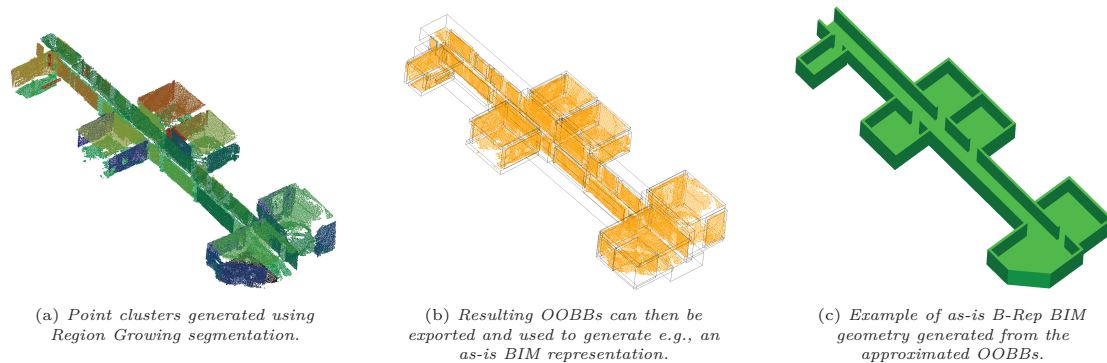 (a) Point clusters generated using
Region Growing segmentation.
(b) Resulting OOBBs can then be
exported and used to generate e.g., an
as-is BIM representation.
(c) Example of as-is B-Rep BIM
geometry generated from the
approximated OOBBs.